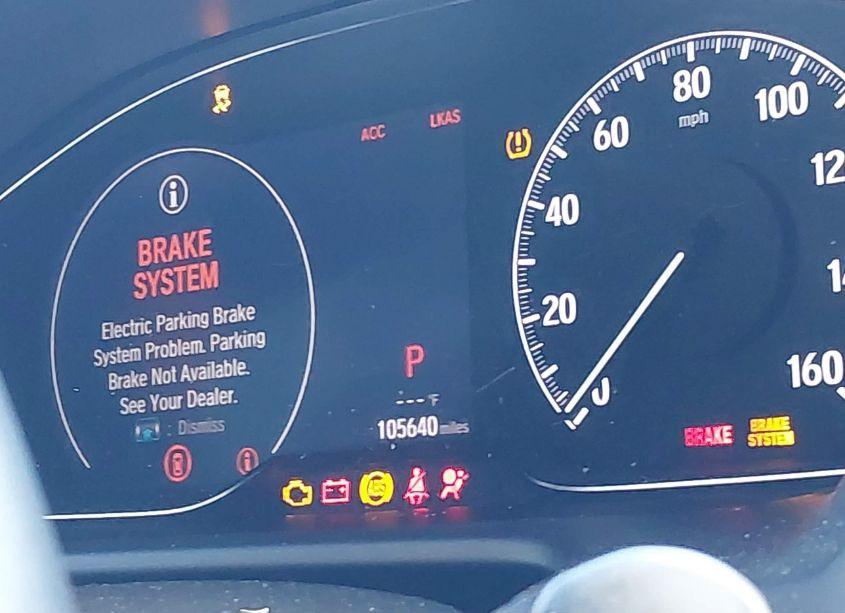 80
100
mph
60
ACC
LKAS
40
12
BRAKE
SYSTEM
Electric Parking Brake
System Problem. Parking
Brake Not Available.
See Your Dealer.
: Dismiss
20
P
---°F
105640 miles
160
BRAKE
BRAKE
SYSTEM